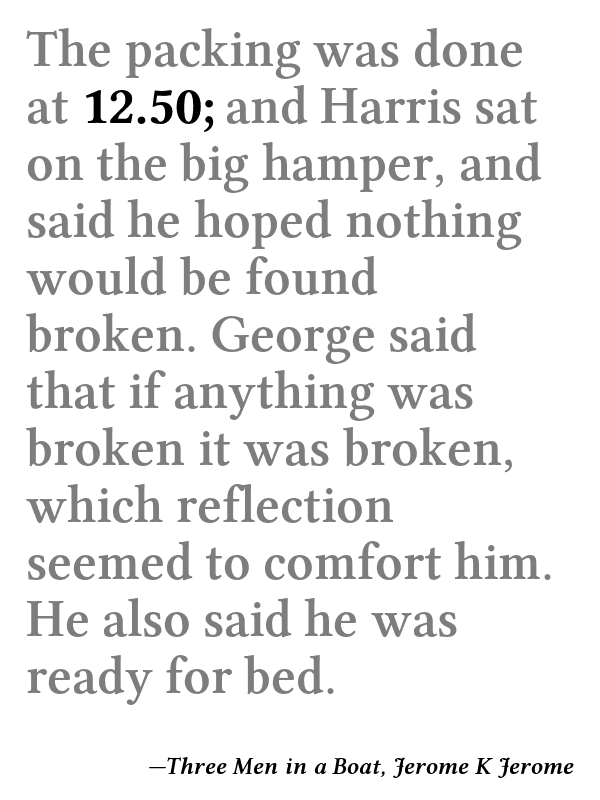 The packing was done
at 12.50; and Harris sat
on the big hamper, and
said he hoped nothing
would be found
broken. George said
that if anything was
broken it was broken,
which reflection
seemed to comfort him.
He also said he was
ready for bed.
—Three Men in a Boat, Jerome K Jerome